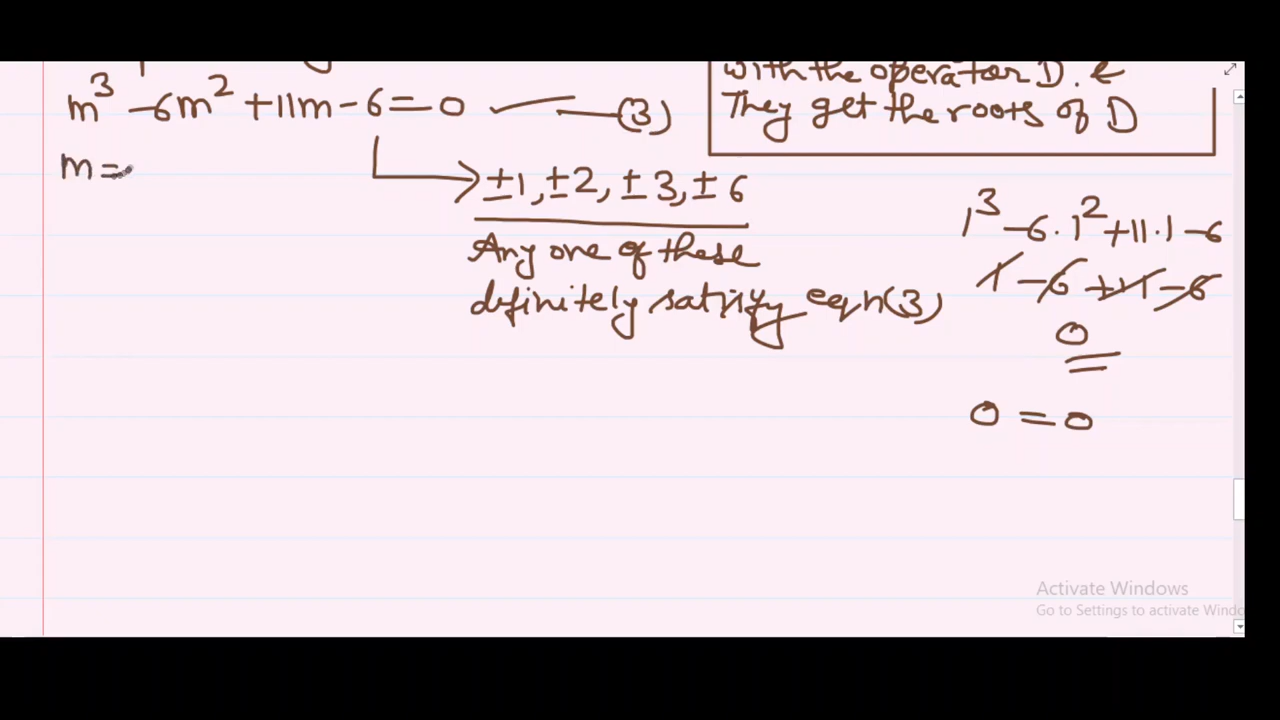 m³ - 6m² + 11m - 6 = 0 —— (3)
with the operator D. &
They get the roots of D
m =
±1, ±2, ±3, ±6
Any one of these
definitely satisfy eqn(3)
1³ - 6·1² + 11·1 - 6
1 - 6 + 11 - 6
0
0 = 0
Activate Windows
Go to Settings to activate Windo